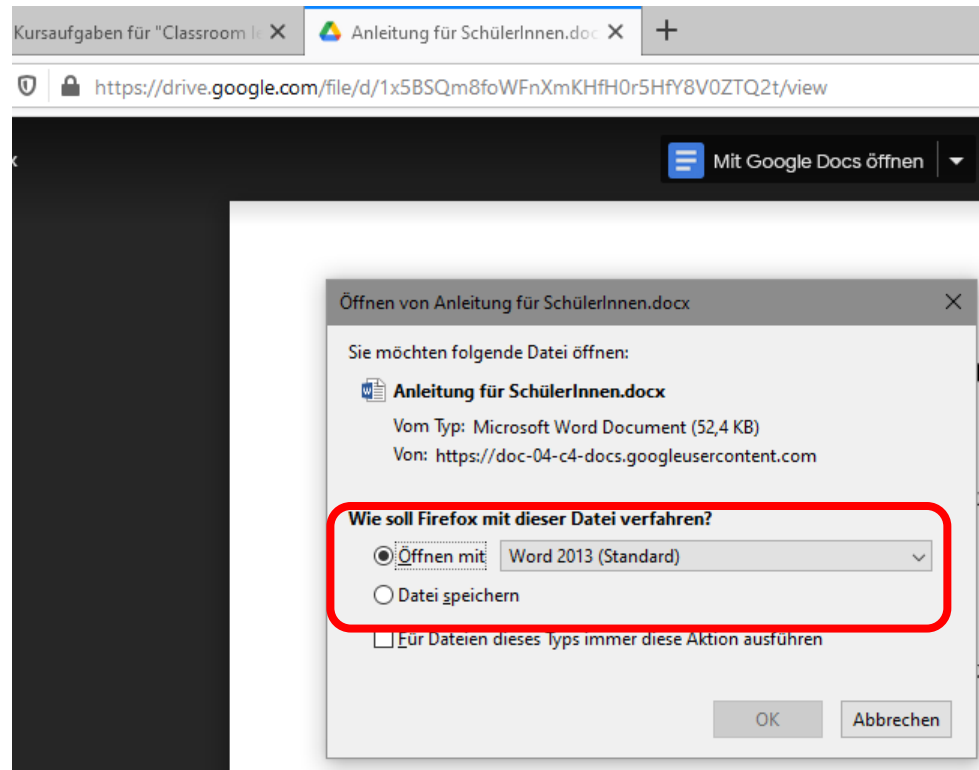 Kursaufgaben für "Classroom le
Anleitung für SchülerInnen.doc
https://drive.google.com/file/d/1x5BSQm8foWFnXmKHfH0r5HfY8V0ZTQ2t/view
x
Mit Google Docs öffnen
Öffnen von Anleitung für SchülerInnen.docx
Sie möchten folgende Datei öffnen:
Anleitung für SchülerInnen.docx
Vom Typ: Microsoft Word Document (52,4 KB)
Von: https://doc-04-c4-docs.googleusercontent.com
Wie soll Firefox mit dieser Datei verfahren?
Öffnen mit Word 2013 (Standard)
Datei speichern
Für Dateien dieses Typs immer diese Aktion ausführen
OK Abbrechen